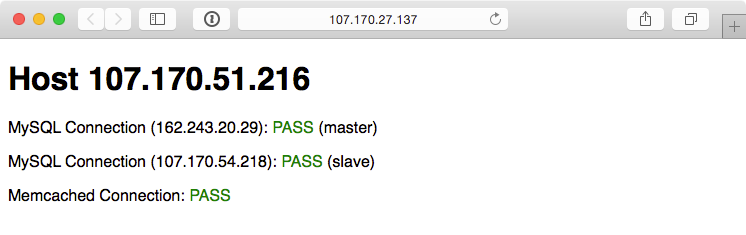 107.170.27.137
Host 107.170.51.216
MySQL Connection (162.243.20.29): PASS (master)
MySQL Connection (107.170.54.218): PASS (slave)
Memcached Connection: PASS